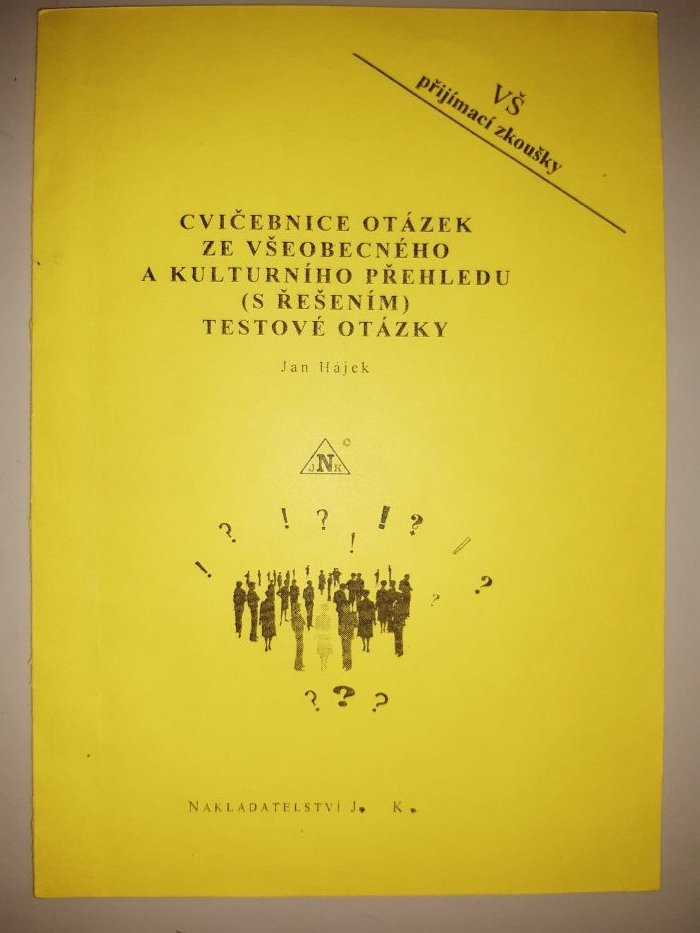 VŠ
přijímací zkoušky
CVIČEBNICE OTÁZEK
ZE VŠEOBECNÉHO
A KULTURNÍHO PŘEHLEDU
(S ŘEŠENÍM)
TESTOVÉ OTÁZKY
Jan Hájek
©
JNK
! ? ! ? ! ! ? ?
?
? ? ?
NAKLADATELSTVÍ J. K.